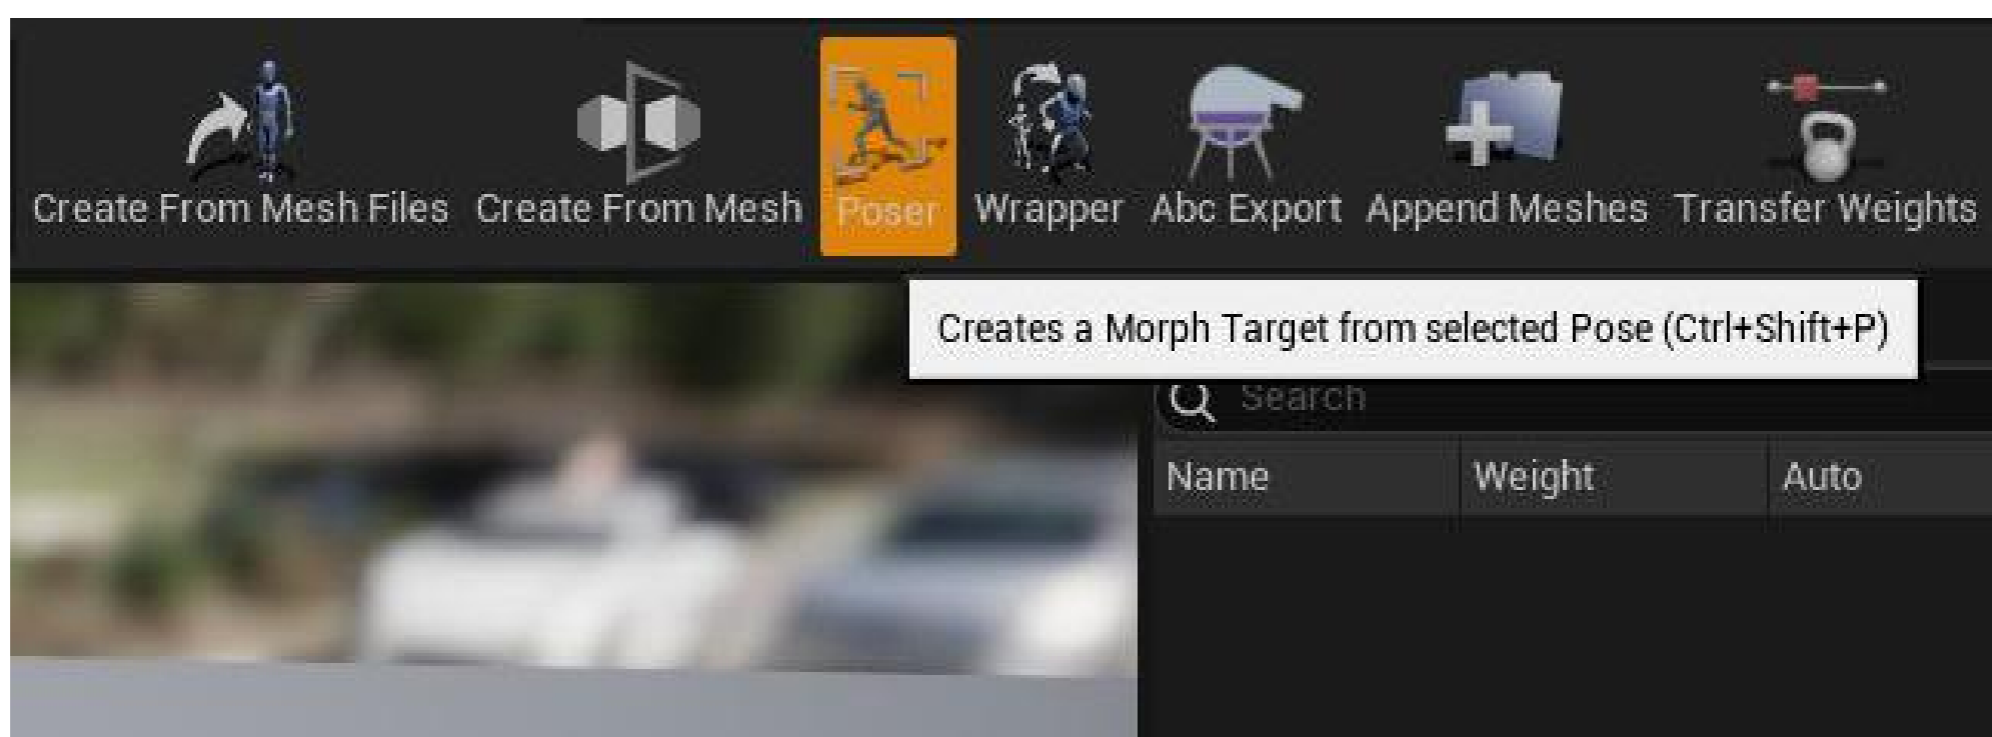 Create From Mesh Files Create From Mesh Poser Wrapper Abc Export Append Meshes Transfer Weights
Creates a Morph Target from selected Pose (Ctrl+Shift+P)
Search
Name Weight Auto